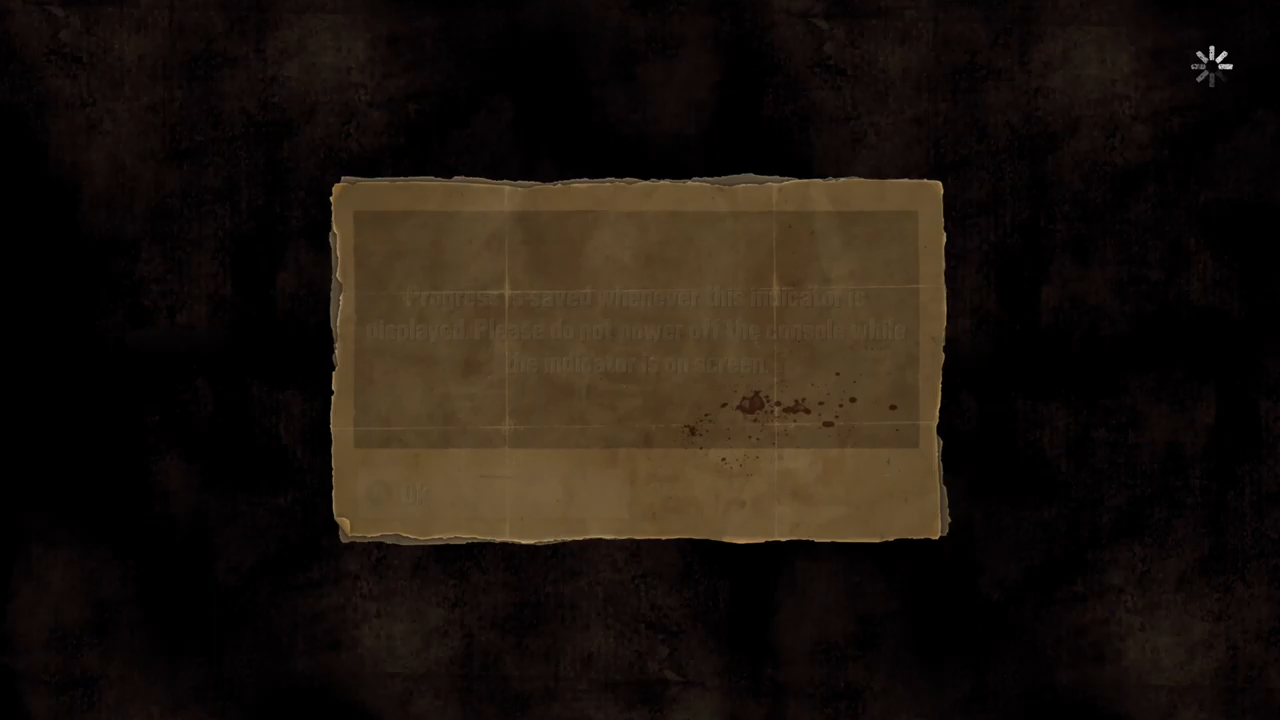 Progress is saved whenever this indicator is
displayed. Please do not power off the console while
the indicator is on screen.
OK